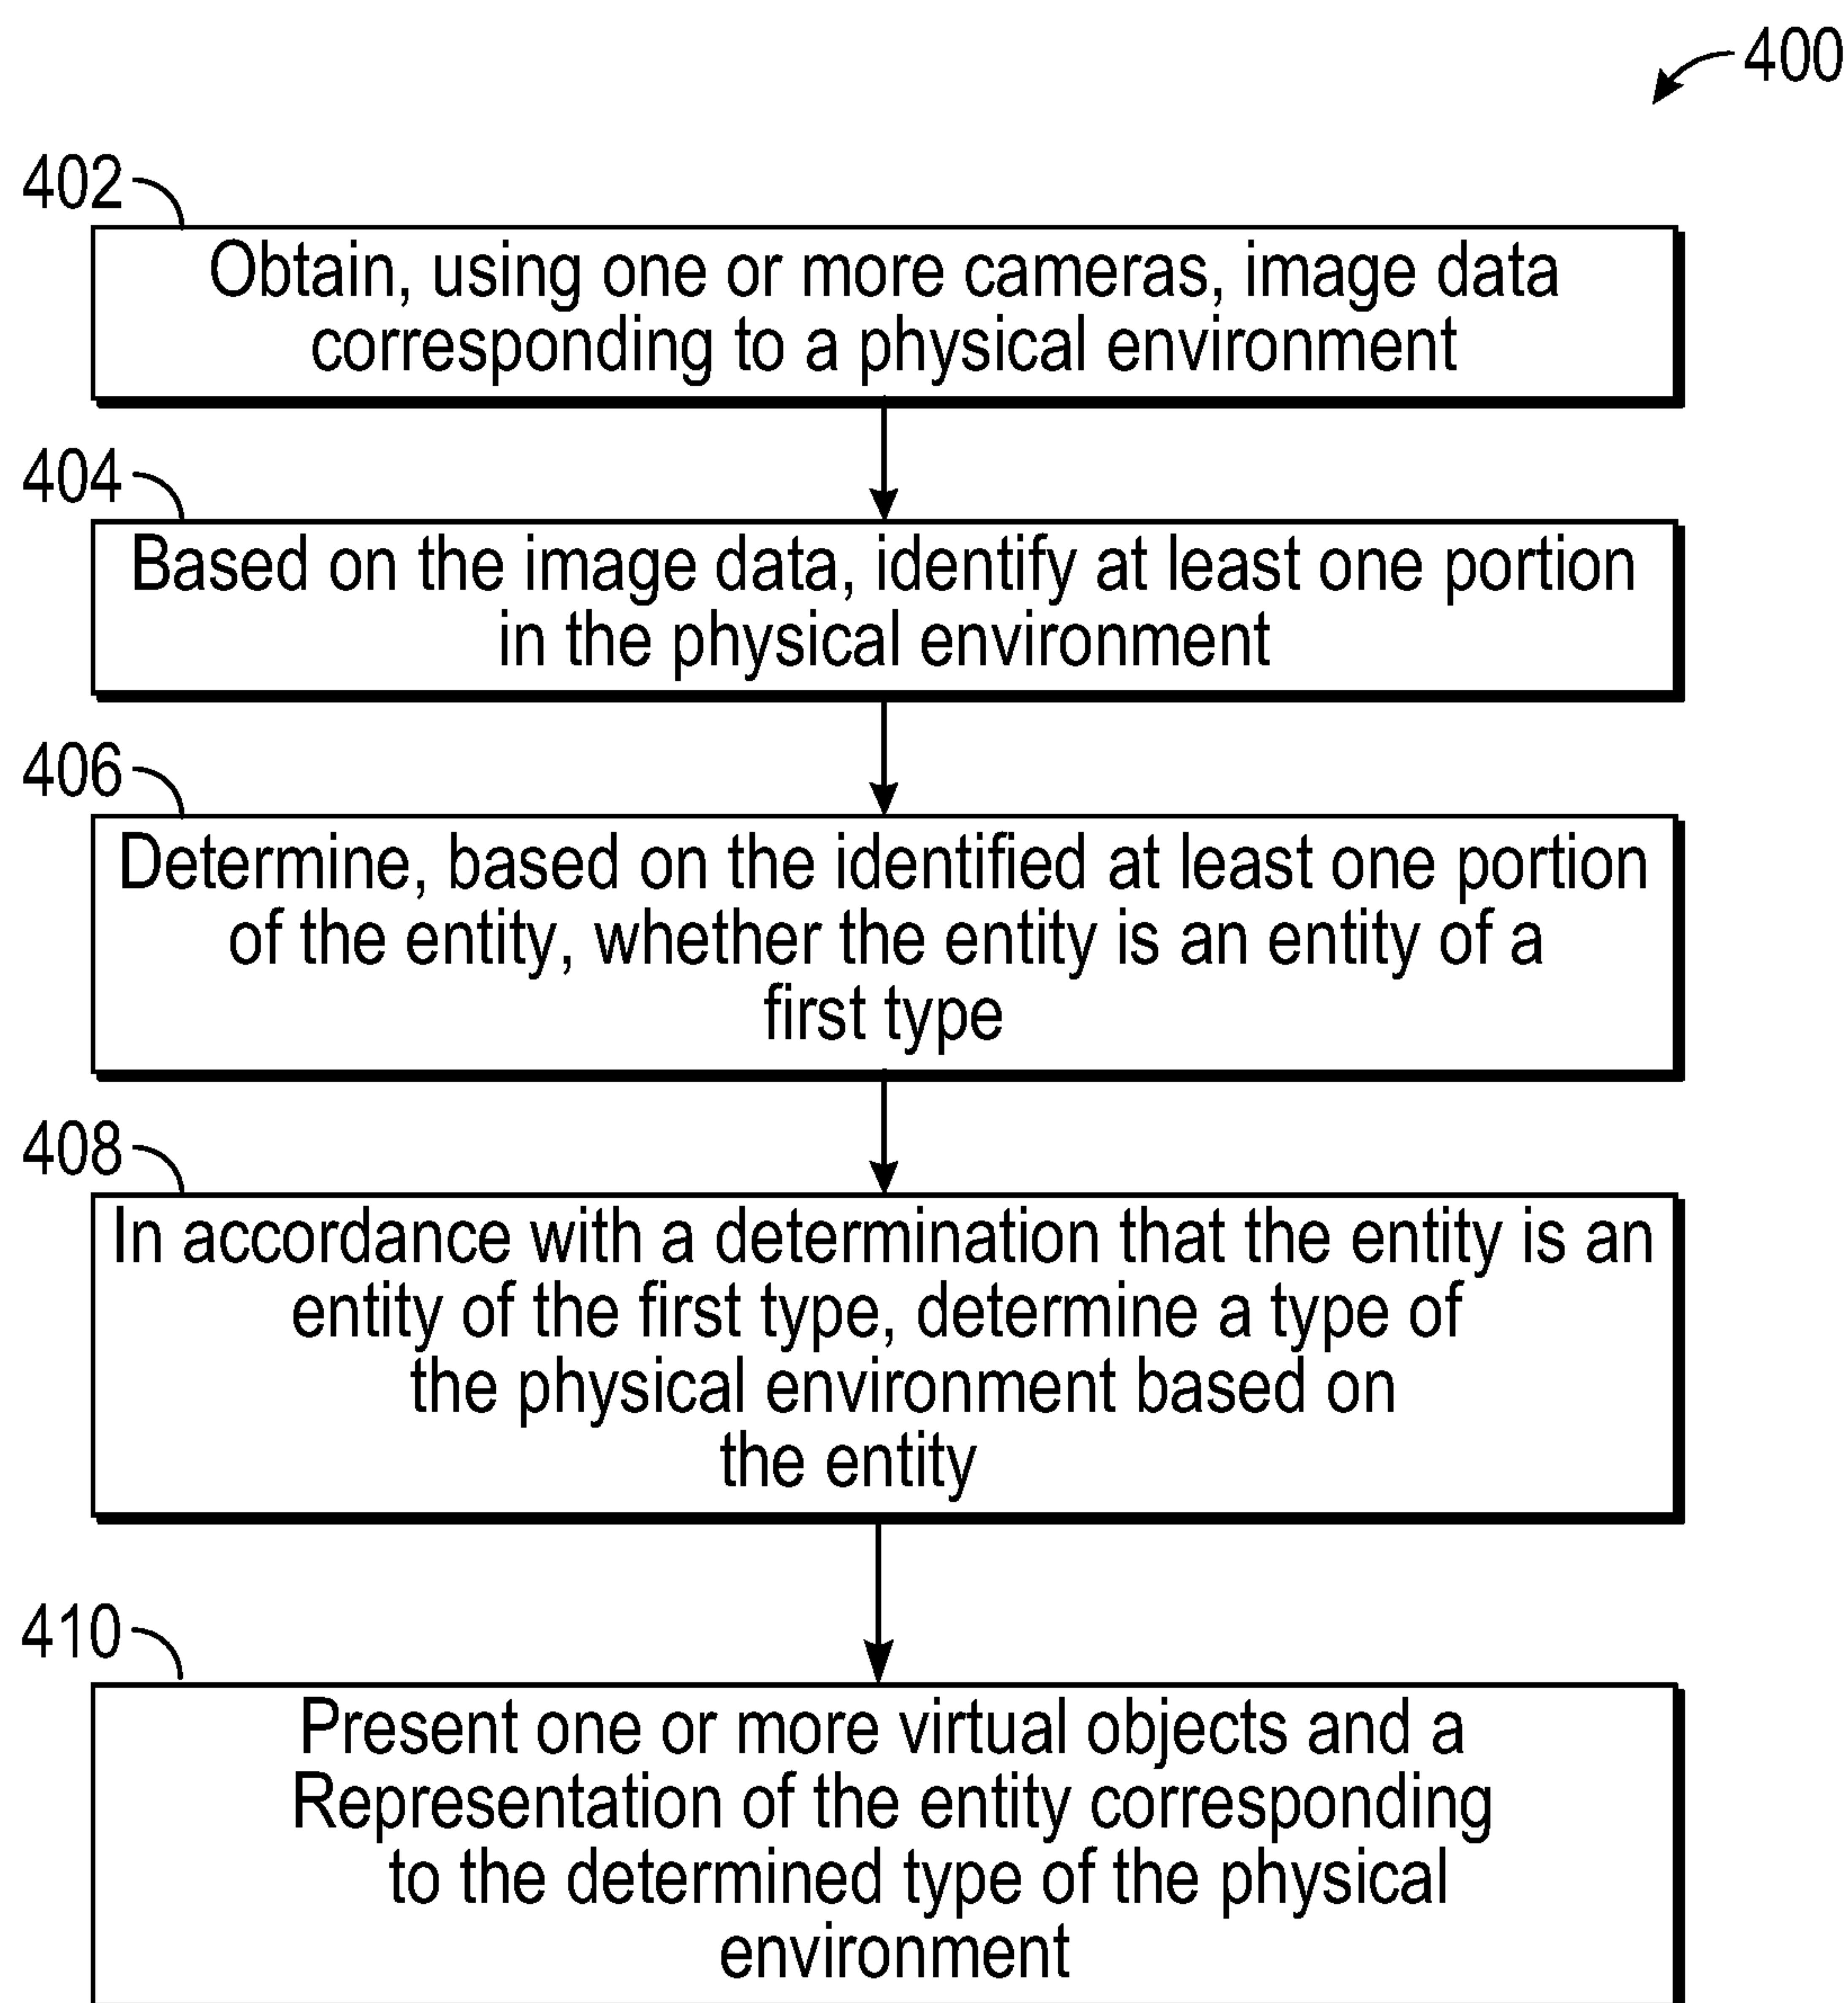 400
402
Obtain, using one or more cameras, image data
corresponding to a physical environment
404
Based on the image data, identify at least one portion
in the physical environment
406
Determine, based on the identified at least one portion
of the entity, whether the entity is an entity of a
first type
408
In accordance with a determination that the entity is an
entity of the first type, determine a type of
the physical environment based on
the entity
410
Present one or more virtual objects and a
Representation of the entity corresponding
to the determined type of the physical
environment